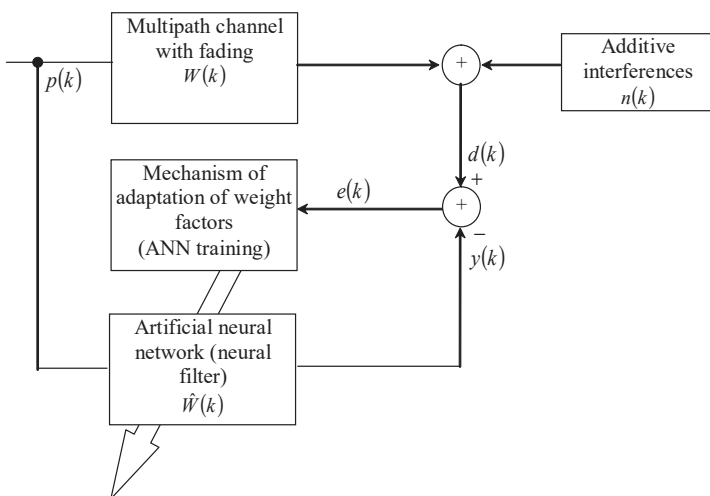 Multipath channel
with fading
W(k)
+
Additive
interferences
n(k)
p(k)
d(k)
Mechanism of
adaptation of weight
factors
(ANN training)
e(k)
+
+
−
y(k)
Artificial neural
network (neural
filter)
Ŵ(k)